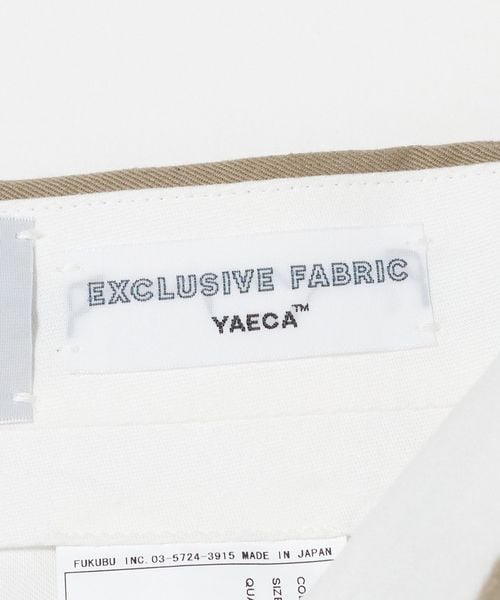 EXCLUSIVE FABRIC
YAECA™
FUKUBU INC. 03-5724-3915 MADE IN JAPAN